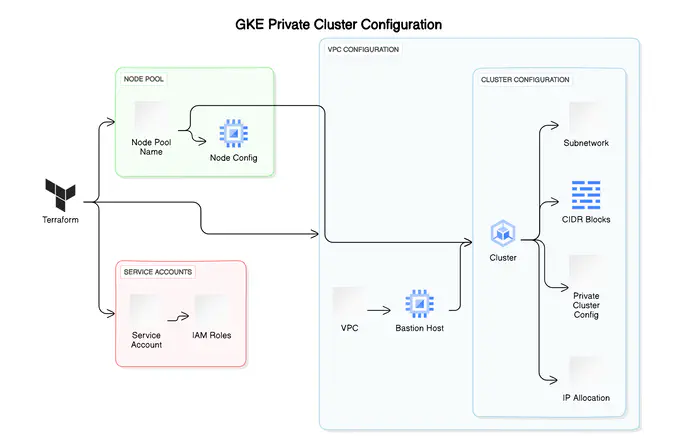 GKE Private Cluster Configuration
VPC CONFIGURATION
NODE POOL
CLUSTER CONFIGURATION
Node Pool
Name
Node Config
Subnetwork
Terraform
CIDR Blocks
Cluster
SERVICE ACCOUNTS
Private
Cluster
Config
Service
Account
IAM Roles
VPC
Bastion Host
IP Allocation